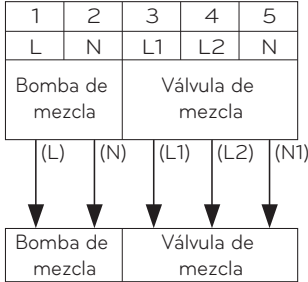 1 2 3 4 5
L N L1 L2 N
Bomba de Válvula de
mezcla mezcla
(L) (N) (L1) (L2) (N1)
Bomba de Válvula de
mezcla mezcla